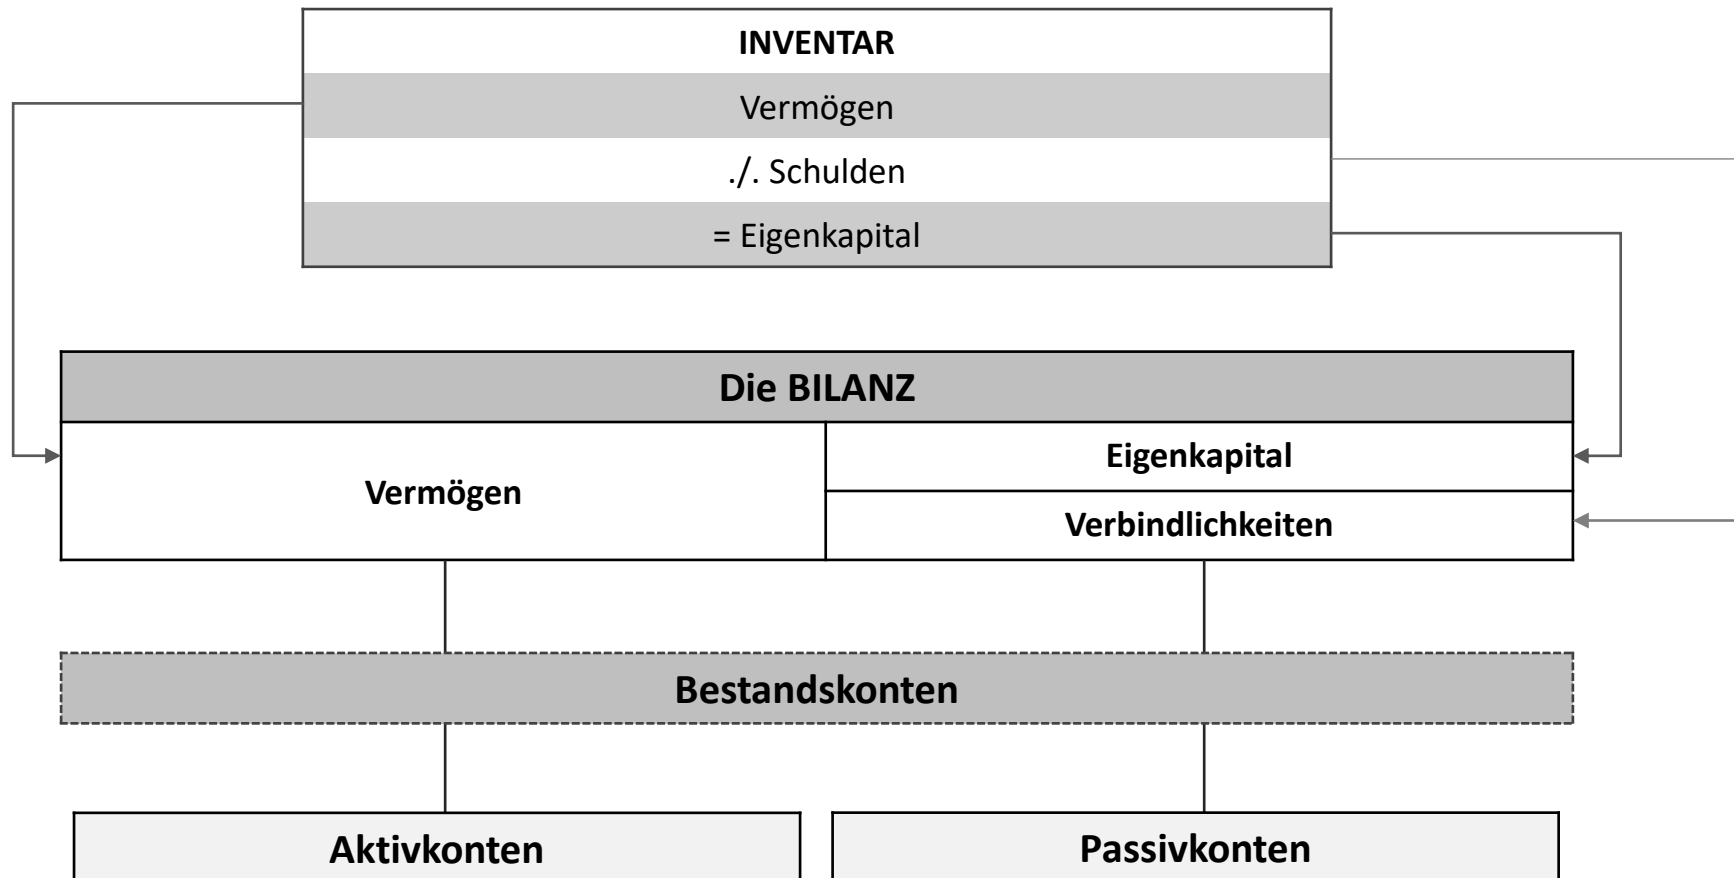 INVENTAR
Vermögen
./. Schulden
= Eigenkapital
Die BILANZ
Vermögen
Eigenkapital
Verbindlichkeiten
Bestandskonten
Aktivkonten
Passivkonten